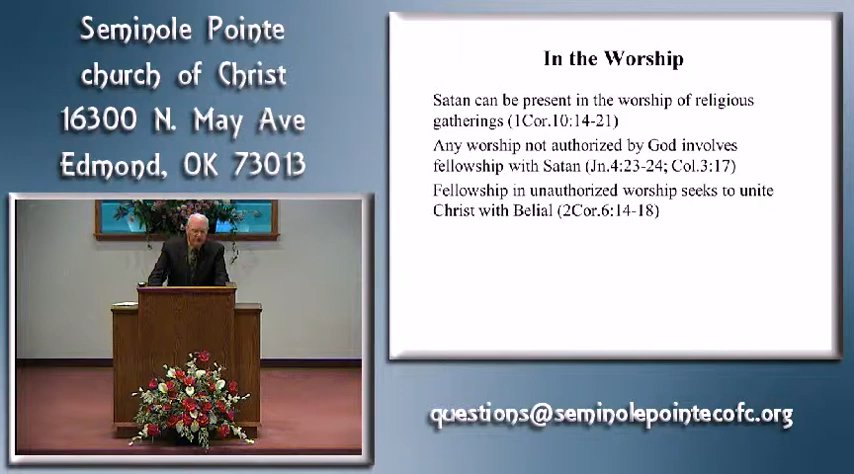 Seminole Pointe
church of Christ
16300 N. May Ave
Edmond, OK 73013
In the Worship
Satan can be present in the worship of religious
gatherings (1Cor.10:14-21)
Any worship not authorized by God involves
fellowship with Satan (Jn.4:23-24; Col.3:17)
Fellowship in unauthorized worship seeks to unite
Christ with Belial (2Cor.6:14-18)
questions@seminolepointecofc.org